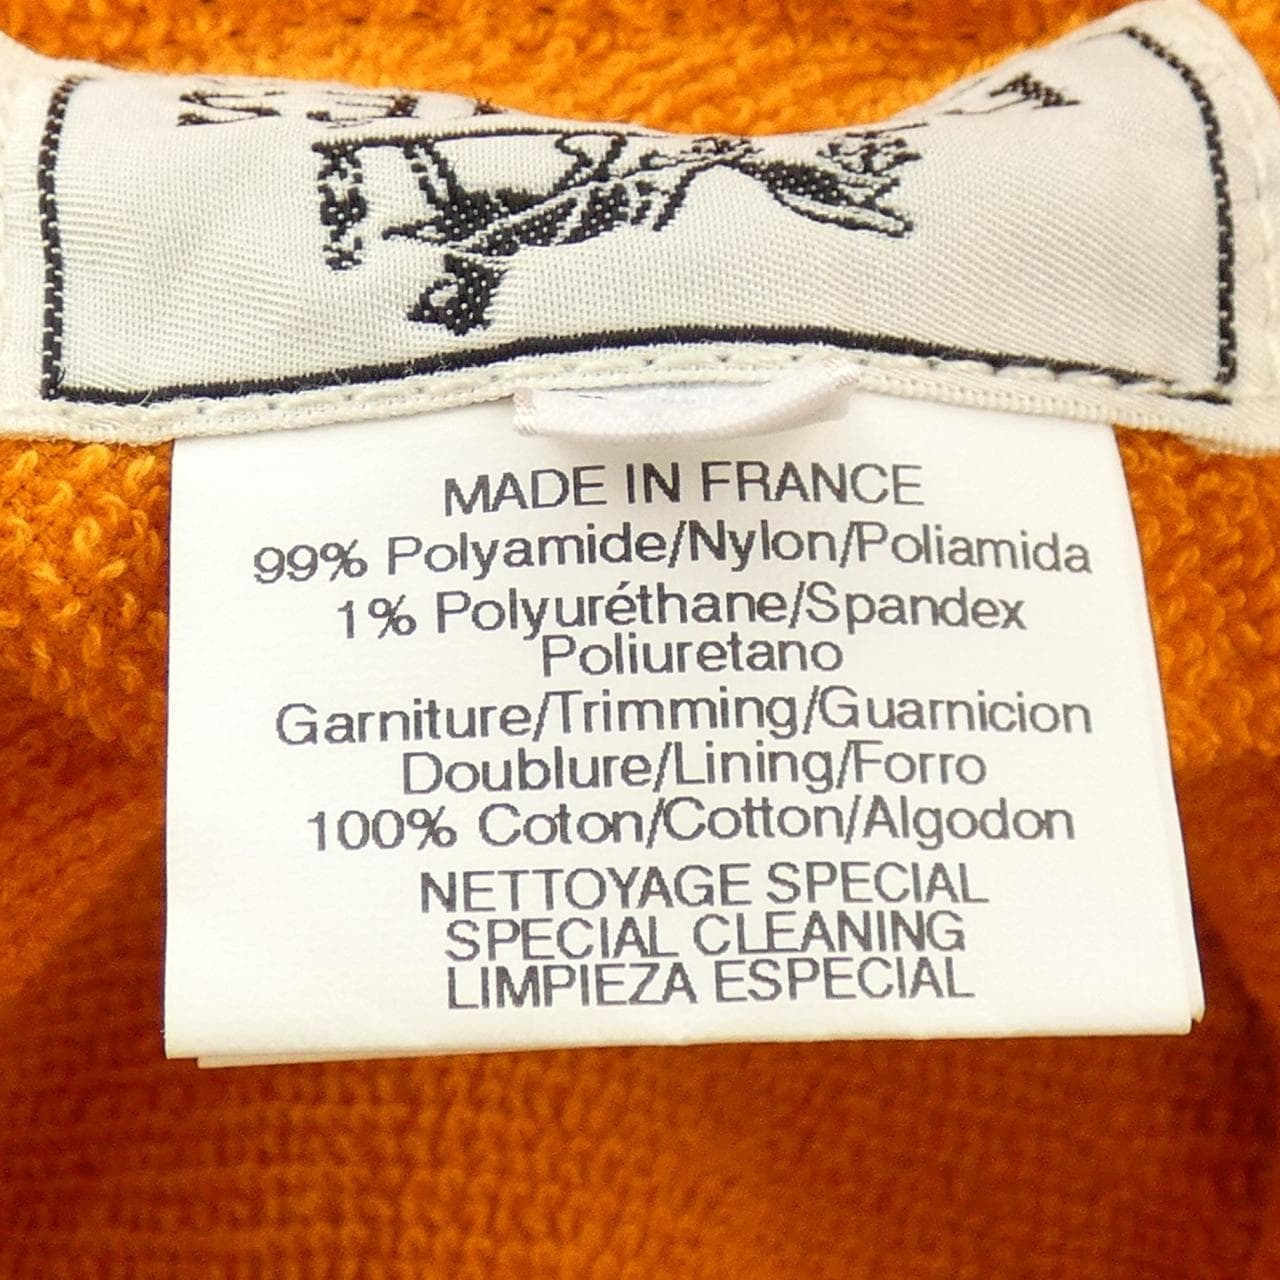 MADE IN FRANCE
99% Polyamide/Nylon/Poliamida
1% Polyuréthane/Spandex
Poliuretano
Garniture/Trimming/Guarnicion
Doublure/Lining/Forro
100% Coton/Cotton/Algodon
NETTOYAGE SPECIAL
SPECIAL CLEANING
LIMPIEZA ESPECIAL